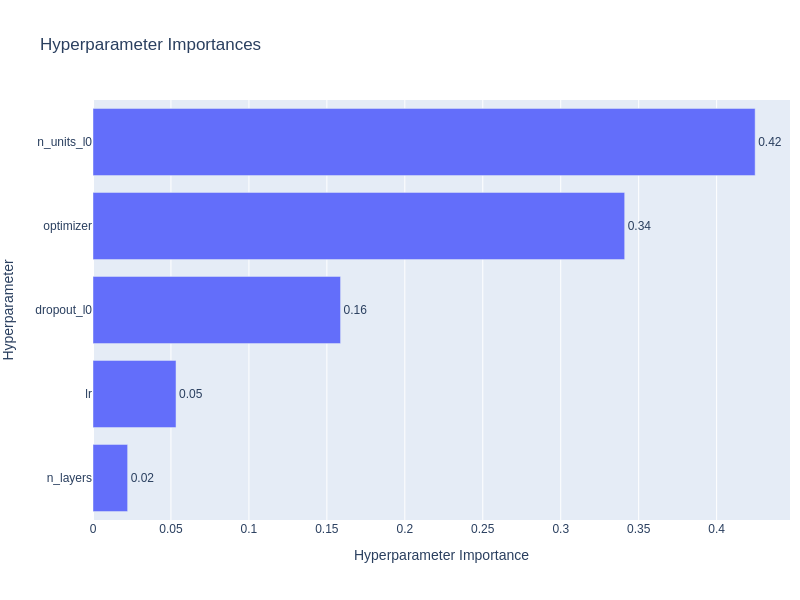 Hyperparameter Importances
n_units_l0
0.42
optimizer
0.34
dropout_l0
0.16
lr
0.05
n_layers
0.02
0
0.05
0.1
0.15
0.2
0.25
0.3
0.35
0.4
Hyperparameter Importance
Hyperparameter